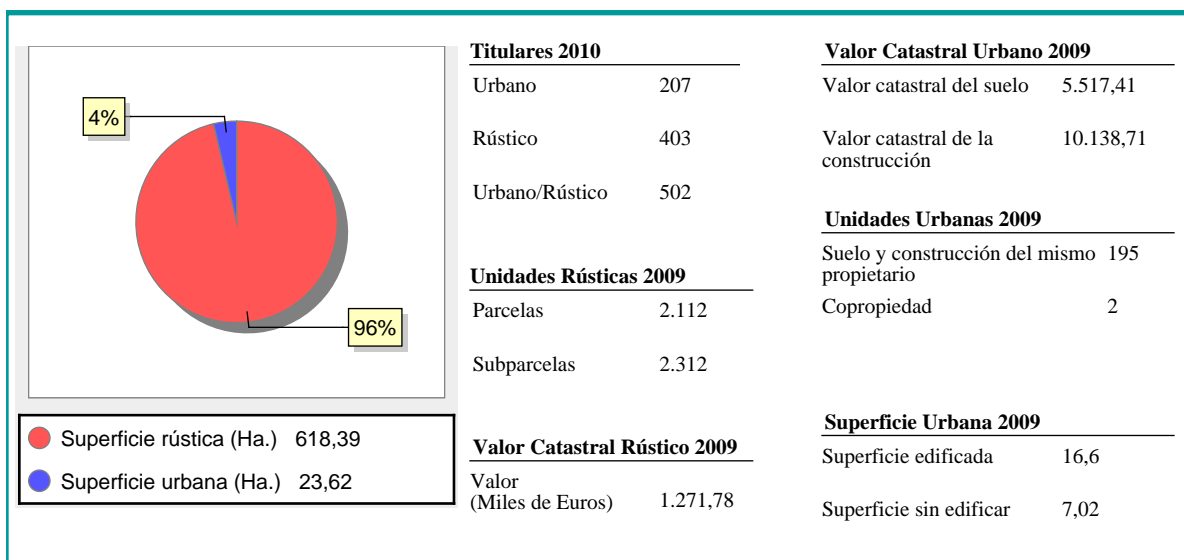 4%
96%
Superficie rústica (Ha.) 618,39
Superficie urbana (Ha.) 23,62
Titulares 2010
Urbano 207
Rústico 403
Urbano/Rústico 502
Unidades Rústicas 2009
Parcelas 2.112
Subparcelas 2.312
Valor Catastral Rústico 2009
Valor
(Miles de Euros) 1.271,78
Valor Catastral Urbano 2009
Valor catastral del suelo 5.517,41
Valor catastral de la 10.138,71
construcción
Unidades Urbanas 2009
Suelo y construcción del mismo 195
propietario
Copropiedad 2
Superficie Urbana 2009
Superficie edificada 16,6
Superficie sin edificar 7,02